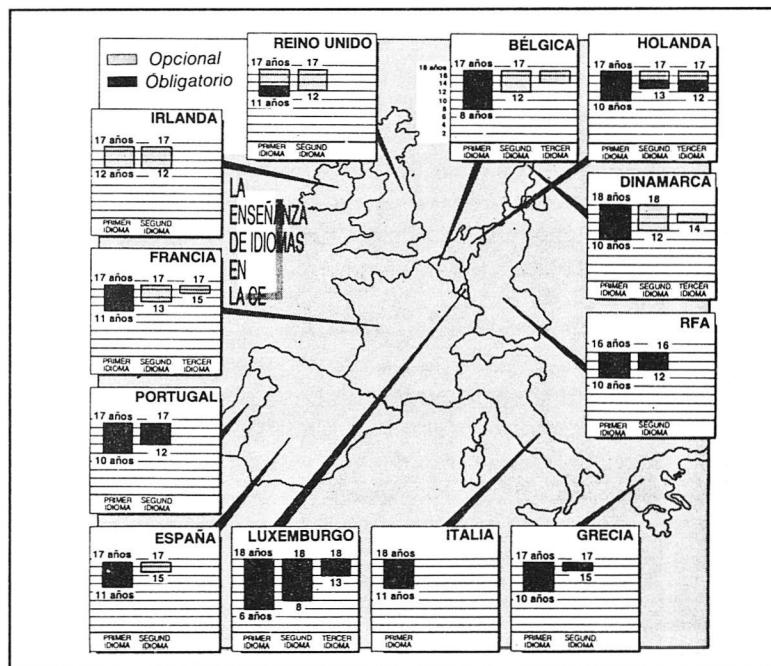 Opcional
Óbligatorio
REINO UNIDO
17 años 17
11 años 12
PRIMER IDIOMA
SEGUND IDIOMA
BÉLGICA
18 años
16
14
12
10
8
6
4
2
17 17 17
8 años 12 14
PRIMER IDIOMA
SEGUND IDIOMA
TERCER IDIOMA
HOLANDA
17 años 17 17
10 años 13 12
PRIMER IDIOMA
SEGUND IDIOMA
TERCER IDIOMA
IRLANDA
17 años 17
12 años 12
PRIMER IDIOMA
SEGUND IDIOMA
LA
ENSEÑANZA
DE IDIOMAS
EN
LA CE
DINAMARCA
18 años 18
10 años 12 14
PRIMER IDIOMA
SEGUND IDIOMA
TERCER IDIOMA
FRANCIA
17 años 17 17
11 años 13 15
PRIMER IDIOMA
SEGUND IDIOMA
TERCER IDIOMA
RFA
16 años 16
10 años 12
PRIMER IDIOMA
SEGUND IDIOMA
PORTUGAL
17 años 17
10 años 12
PRIMER IDIOMA
SEGUND IDIOMA
ESPAÑA
17 años 17
11 años 15
PRIMER IDIOMA
SEGUND IDIOMA
LUXEMBURGO
18 años 18 18
6 años 8 13
PRIMER IDIOMA
SEGUND IDIOMA
TERCER IDIOMA
ITALIA
18 años
11 años
PRIMER IDIOMA
GRECIA
17 años 17
10 años 15
PRIMER IDIOMA
SEGUND IDIOMA